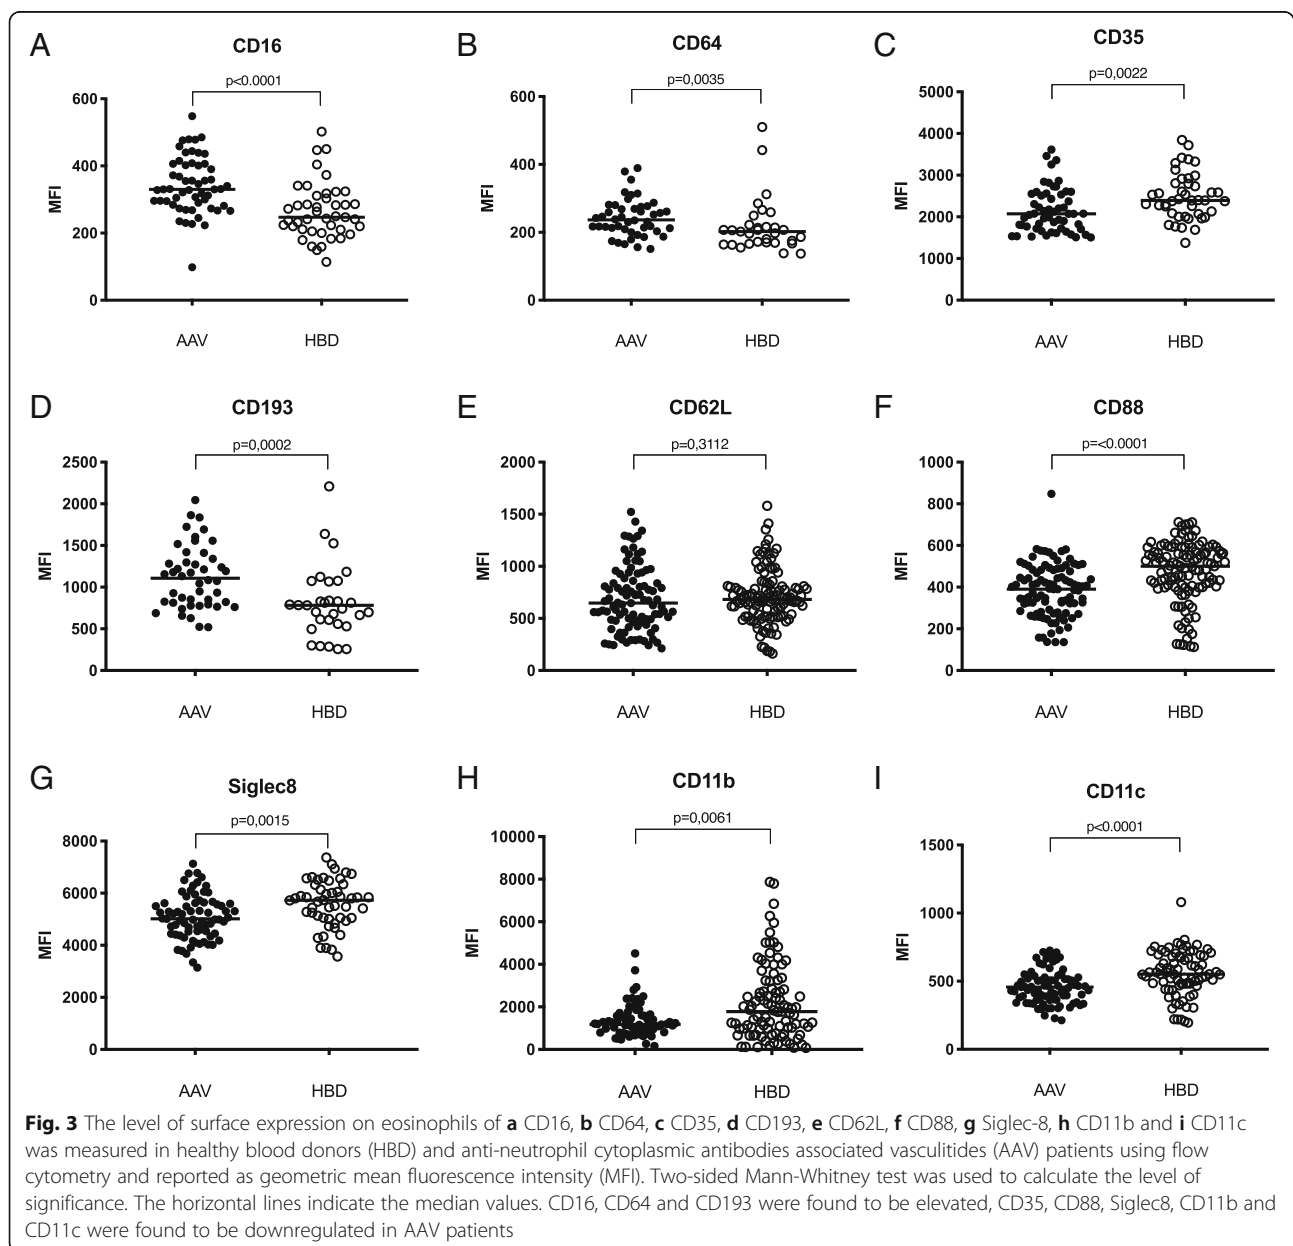 A
CD16
p<0.0001
600
400
200
0
MFI
AAV
HBD
B
CD64
p=0,0035
600
400
200
0
MFI
AAV
HBD
C
CD35
p=0,0022
5000
4000
3000
2000
1000
0
MFI
AAV
HBD
D
CD193
p=0,0002
2500
2000
1500
1000
500
0
MFI
AAV
HBD
E
CD62L
p=0,3112
2000
1500
1000
500
0
MFI
AAV
HBD
F
CD88
p=<0.0001
1000
800
600
400
200
0
MFI
AAV
HBD
G
Siglec8
p=0,0015
8000
6000
4000
2000
0
MFI
AAV
HBD
H
CD11b
p=0,0061
10000
8000
6000
4000
2000
0
MFI
AAV
HBD
I
CD11c
p<0.0001
1500
1000
500
0
MFI
AAV
HBD
Fig. 3 The level of surface expression on eosinophils of a CD16, b CD64, c CD35, d CD193, e CD62L, f CD88, g Siglec-8, h CD11b and i CD11c
was measured in healthy blood donors (HBD) and anti-neutrophil cytoplasmic antibodies associated vasculitides (AAV) patients using flow
cytometry and reported as geometric mean fluorescence intensity (MFI). Two-sided Mann-Whitney test was used to calculate the level of
significance. The horizontal lines indicate the median values. CD16, CD64 and CD193 were found to be elevated, CD35, CD88, Siglec8, CD11b and
CD11c were found to be downregulated in AAV patients